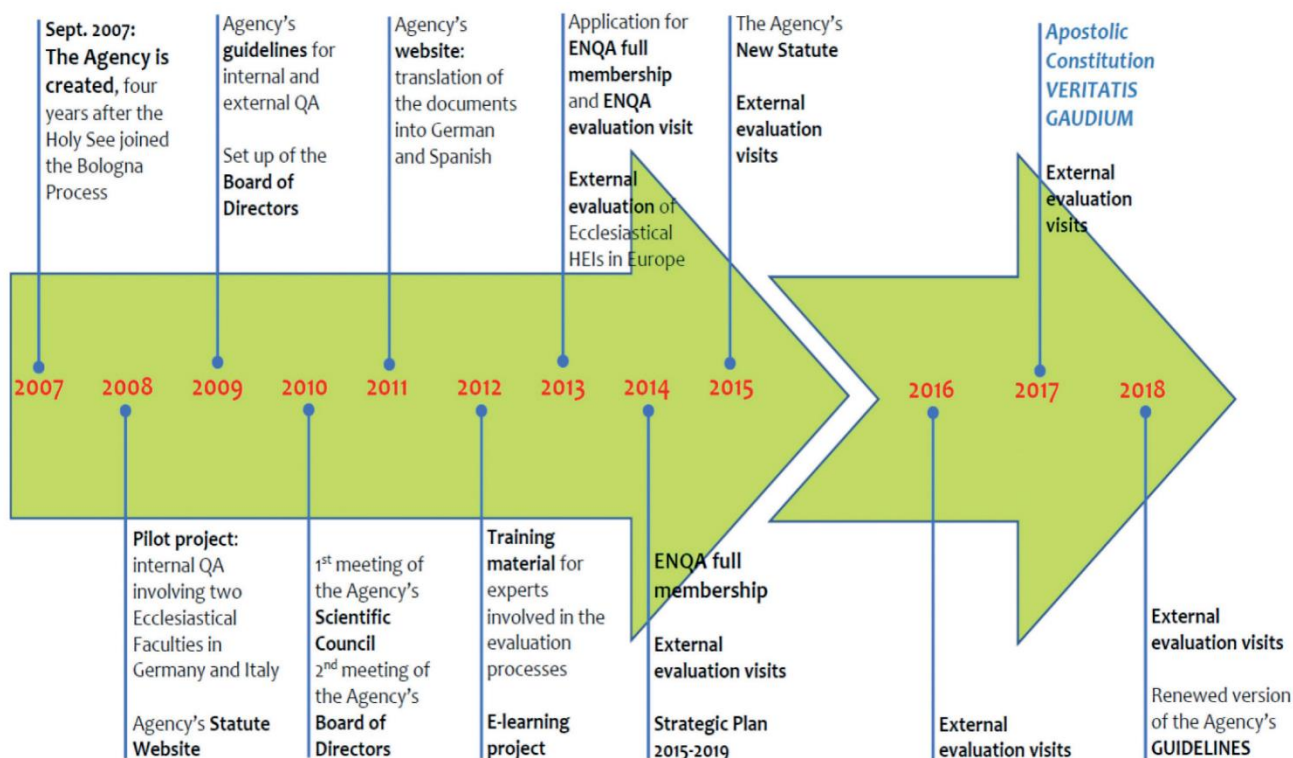 Sept. 2007:
The Agency is
created, four
years after the
Holy See joined
the Bologna
Process
Agency's
guidelines for
internal and
external QA
Set up of the
Board of
Directors
Agency's
website:
translation of
the documents
into German
and Spanish
Application for
ENQA full
membership
and ENQA
evaluation visit
External
evaluation of
Ecclesiastical
HEIs in Europe
The Agency's
New Statute
External
evaluation
visits
Apostolic
Constitution
VERITATIS
GAUDIUM
External
evaluation
visits
2007 2008 2009 2010 2011 2012 2013 2014 2015 2016 2017 2018
Pilot project:
internal QA
involving two
Ecclesiastical
Faculties in
Germany and Italy
Agency's Statute
Website
1st meeting of
the Agency's
Scientific
Council
2nd meeting of
the Agency's
Board of
Directors
Training
material for
experts
involved in the
evaluation
processes
E-learning
project
ENQA full
membership
External
evaluation visits
Strategic Plan
2015-2019
External
evaluation visits
External
evaluation visits
Renewed version
of the Agency's
GUIDELINES